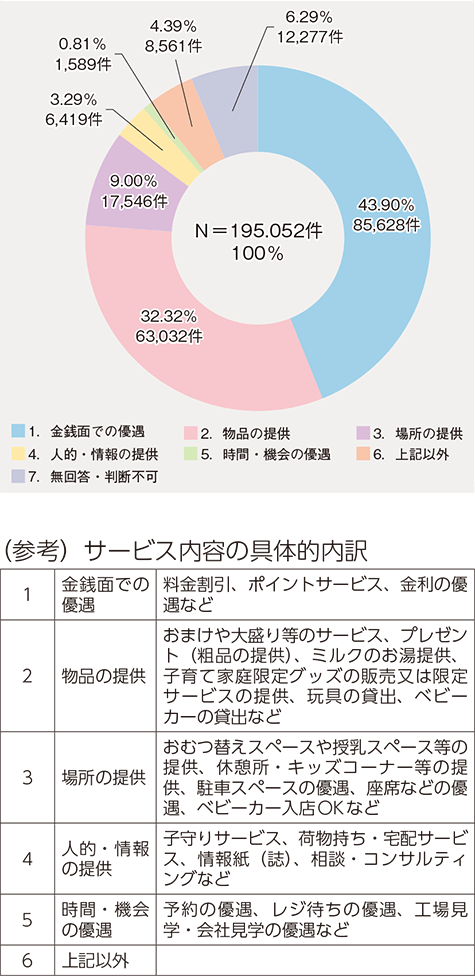 6.29%
12,277件
4.39%
8,561件
0.81%
1,589件
3.29%
6,419件
9.00%
17,546件
43.90%
85,628件
N＝195.052件
100%
32.32%
63,032件
1. 金銭面での優遇
2. 物品の提供
3. 場所の提供
4. 人的・情報の提供
5. 時間・機会の優遇
6. 上記以外
7. 無回答・判断不可
（参考）サービス内容の具体的内訳
1
金銭面での
優遇
料金割引、ポイントサービス、金利の優
遇など
2
物品の提供
おまけや大盛り等のサービス、プレゼン
ト（粗品の提供）、ミルクのお湯提供、
子育て家庭限定グッズの販売又は限定
サービスの提供、玩具の貸出、ベビー
カーの貸出など
3
場所の提供
おむつ替えスペースや授乳スペース等の
提供、休憩所・キッズコーナー等の提
供、駐車スペースの優遇、座席などの優
遇、ベビーカー入店OKなど
4
人的・情報
の提供
子守りサービス、荷物持ち・宅配サービ
ス、情報紙（誌）、相談・コンサルティ
ングなど
5
時間・機会
の優遇
予約の優遇、レジ待ちの優遇、工場見
学・会社見学の優遇など
6
上記以外